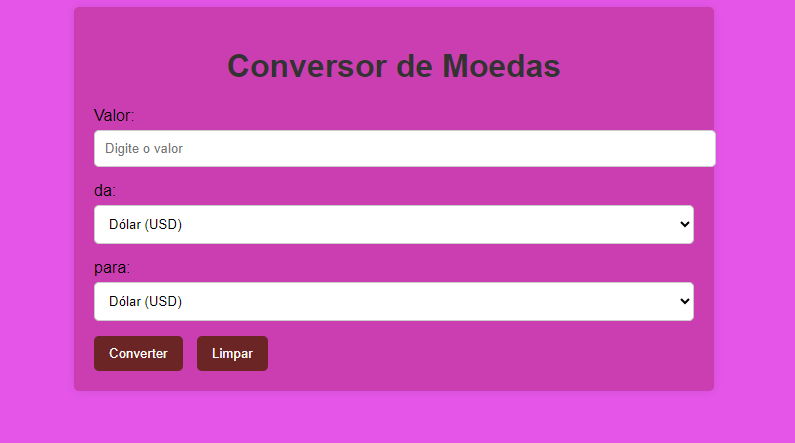 Conversor de Moedas
Valor:
Digite o valor
da:
Dólar (USD)
para:
Dólar (USD)
Converter Limpar